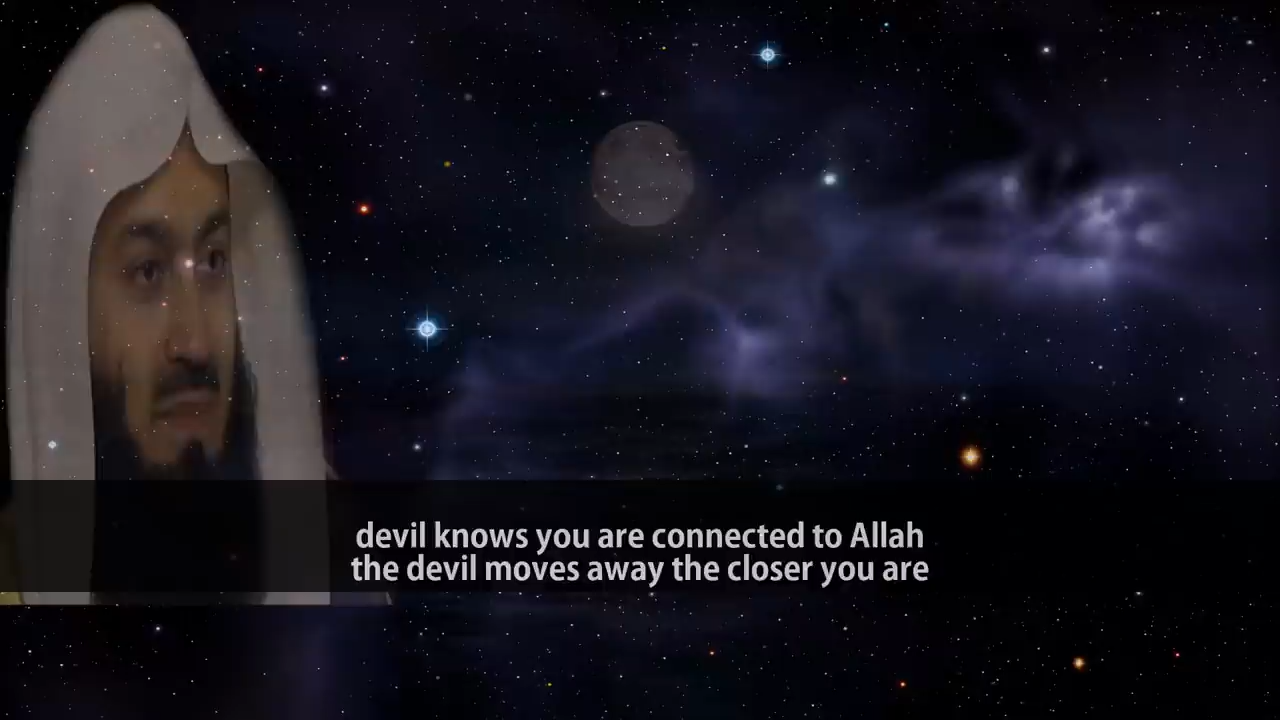 devil knows you are connected to Allah
the devil moves away the closer you are